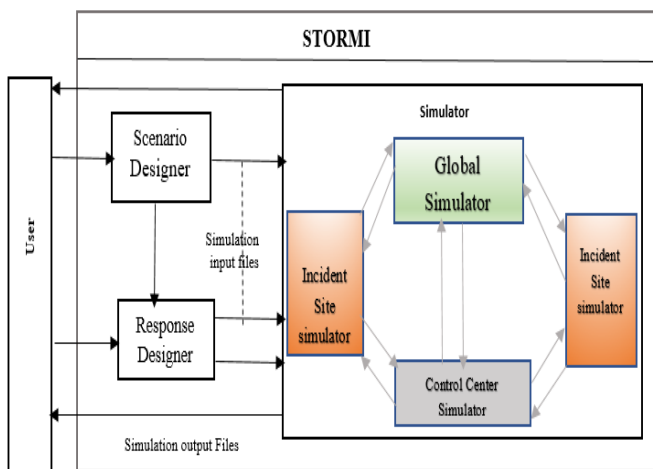 STORMI
User
Scenario
Designer
Simulation
input files
Response
Designer
Simulation output Files
Simulator
Global
Simulator
Incident
Site
simulator
Incident
Site
simulator
Control Center
Simulator